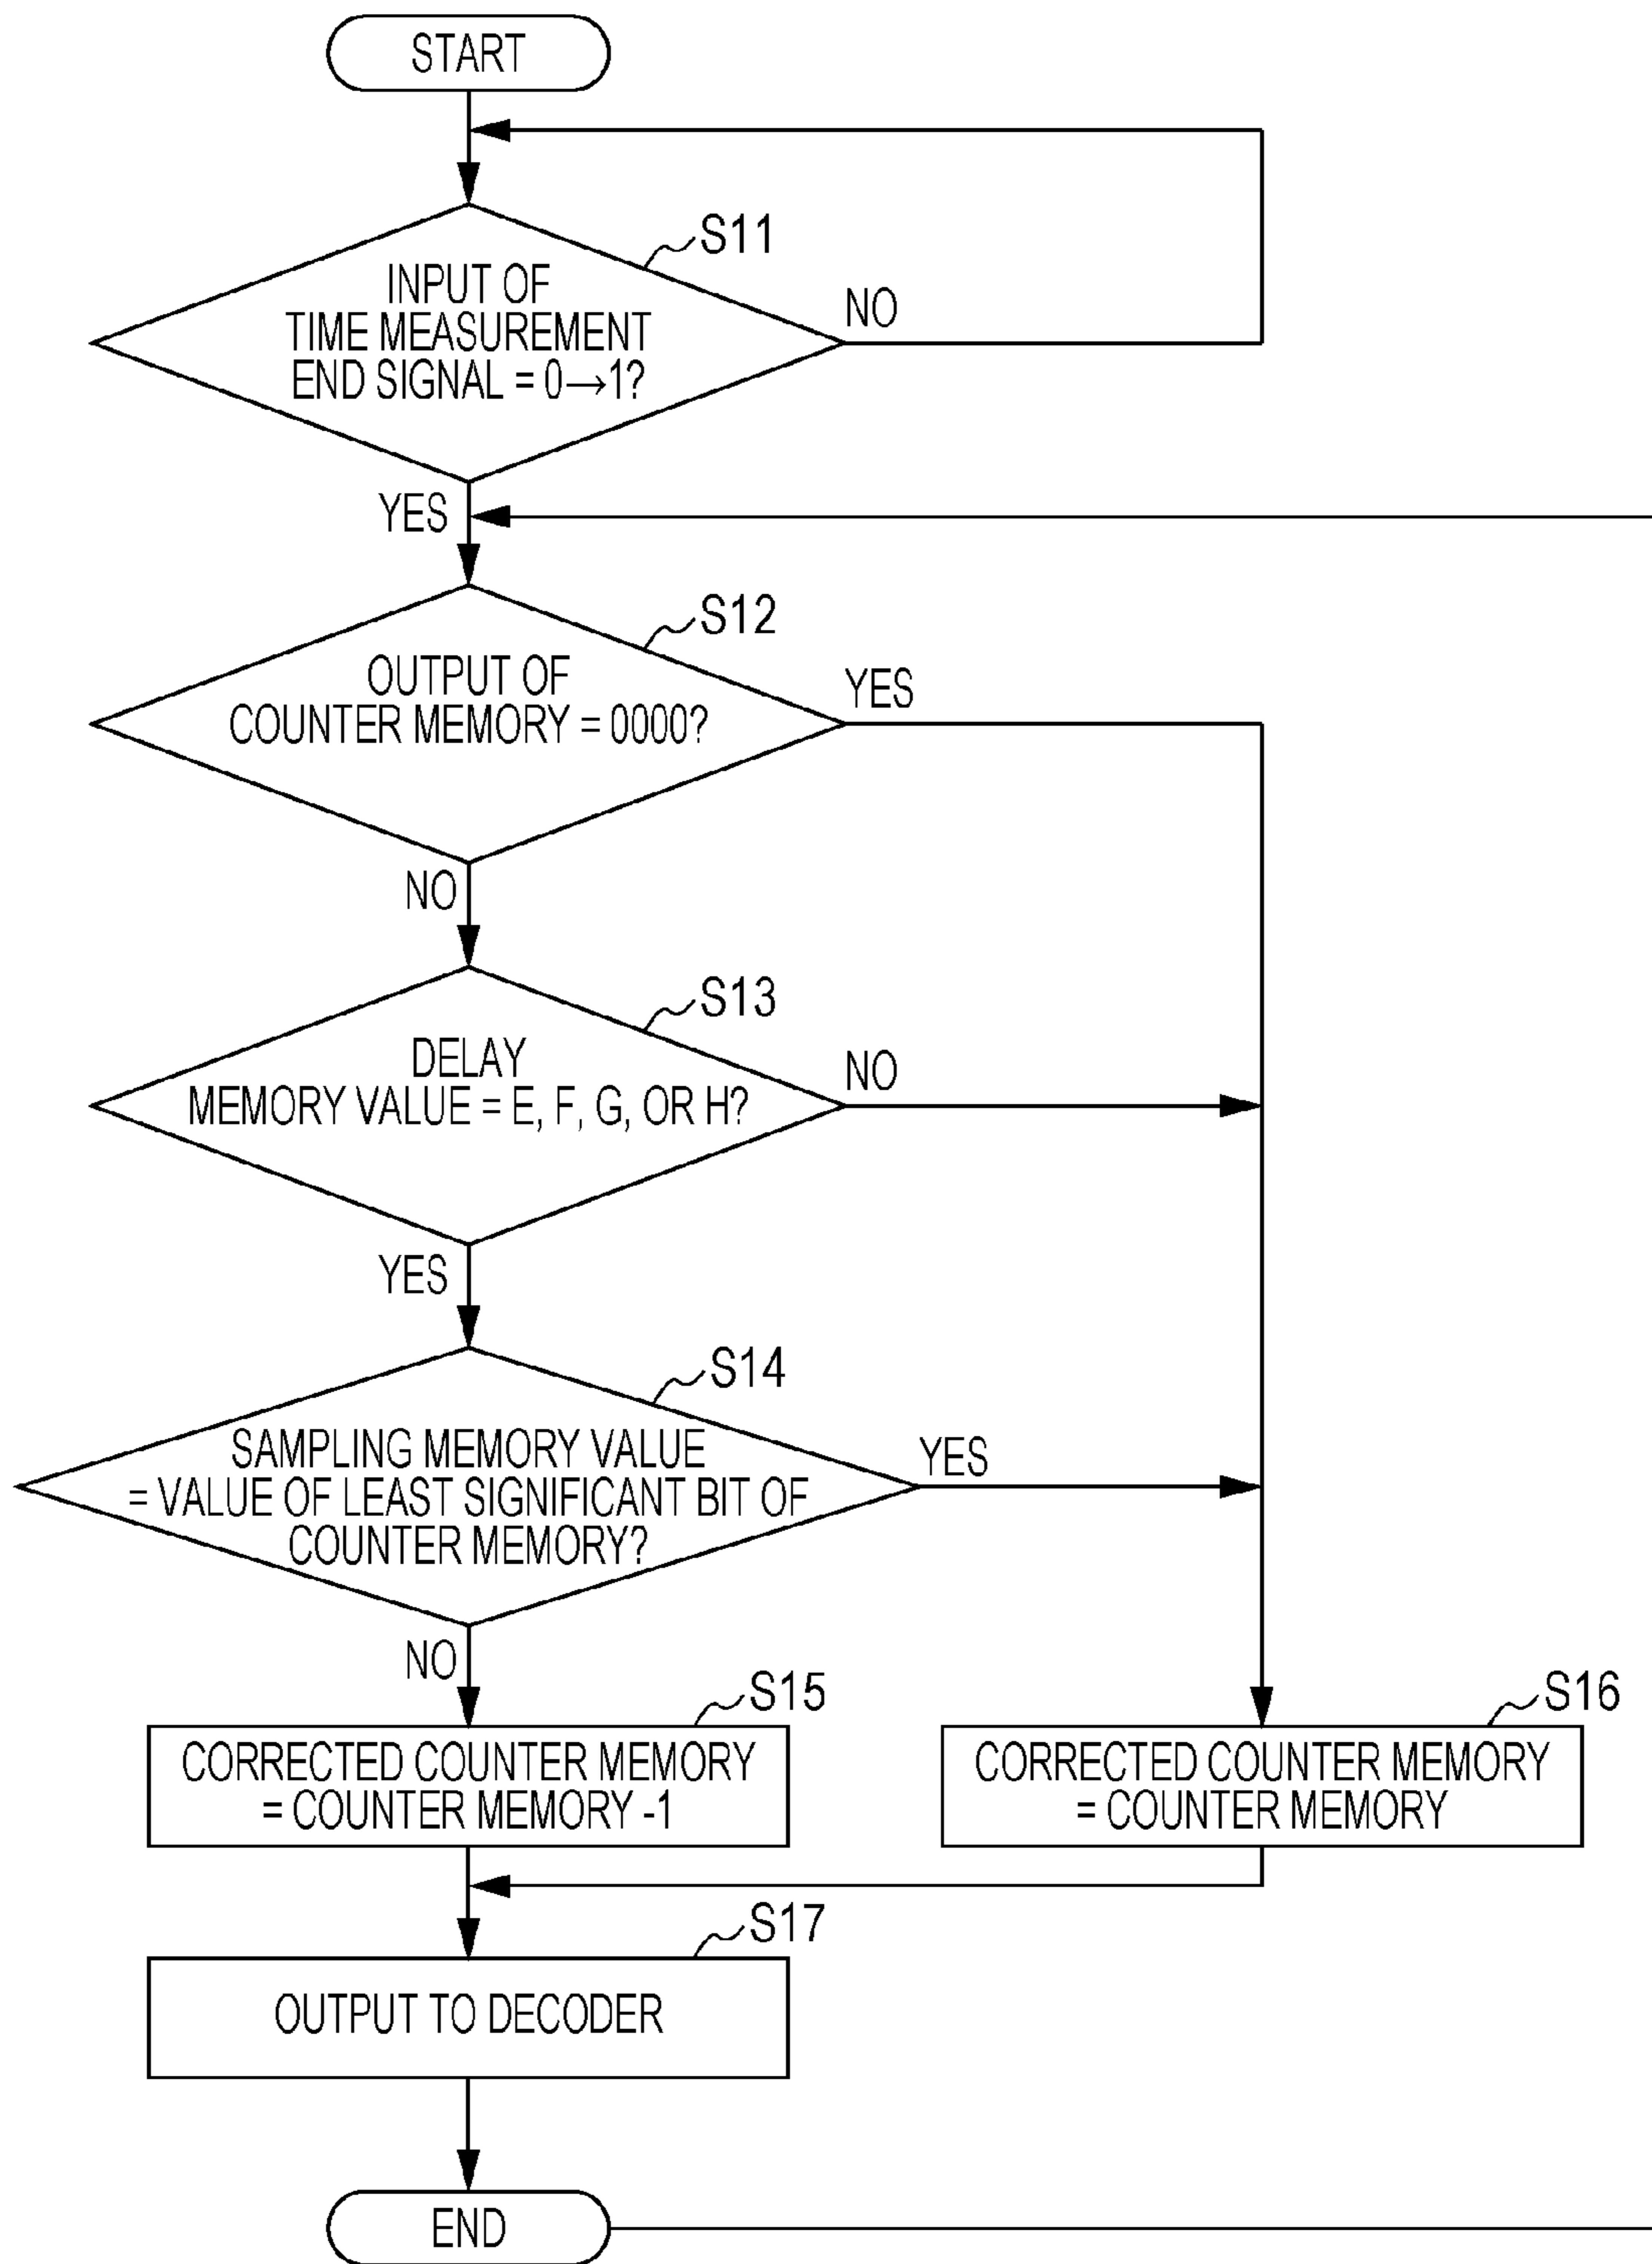 START
S11
INPUT OF
TIME MEASUREMENT
END SIGNAL = 0→1?
NO
YES
S12
OUTPUT OF
COUNTER MEMORY = 0000?
YES
NO
S13
DELAY
MEMORY VALUE = E, F, G, OR H?
NO
YES
S14
SAMPLING MEMORY VALUE
= VALUE OF LEAST SIGNIFICANT BIT OF
COUNTER MEMORY?
YES
NO
S15
CORRECTED COUNTER MEMORY
= COUNTER MEMORY -1
S16
CORRECTED COUNTER MEMORY
= COUNTER MEMORY
S17
OUTPUT TO DECODER
END